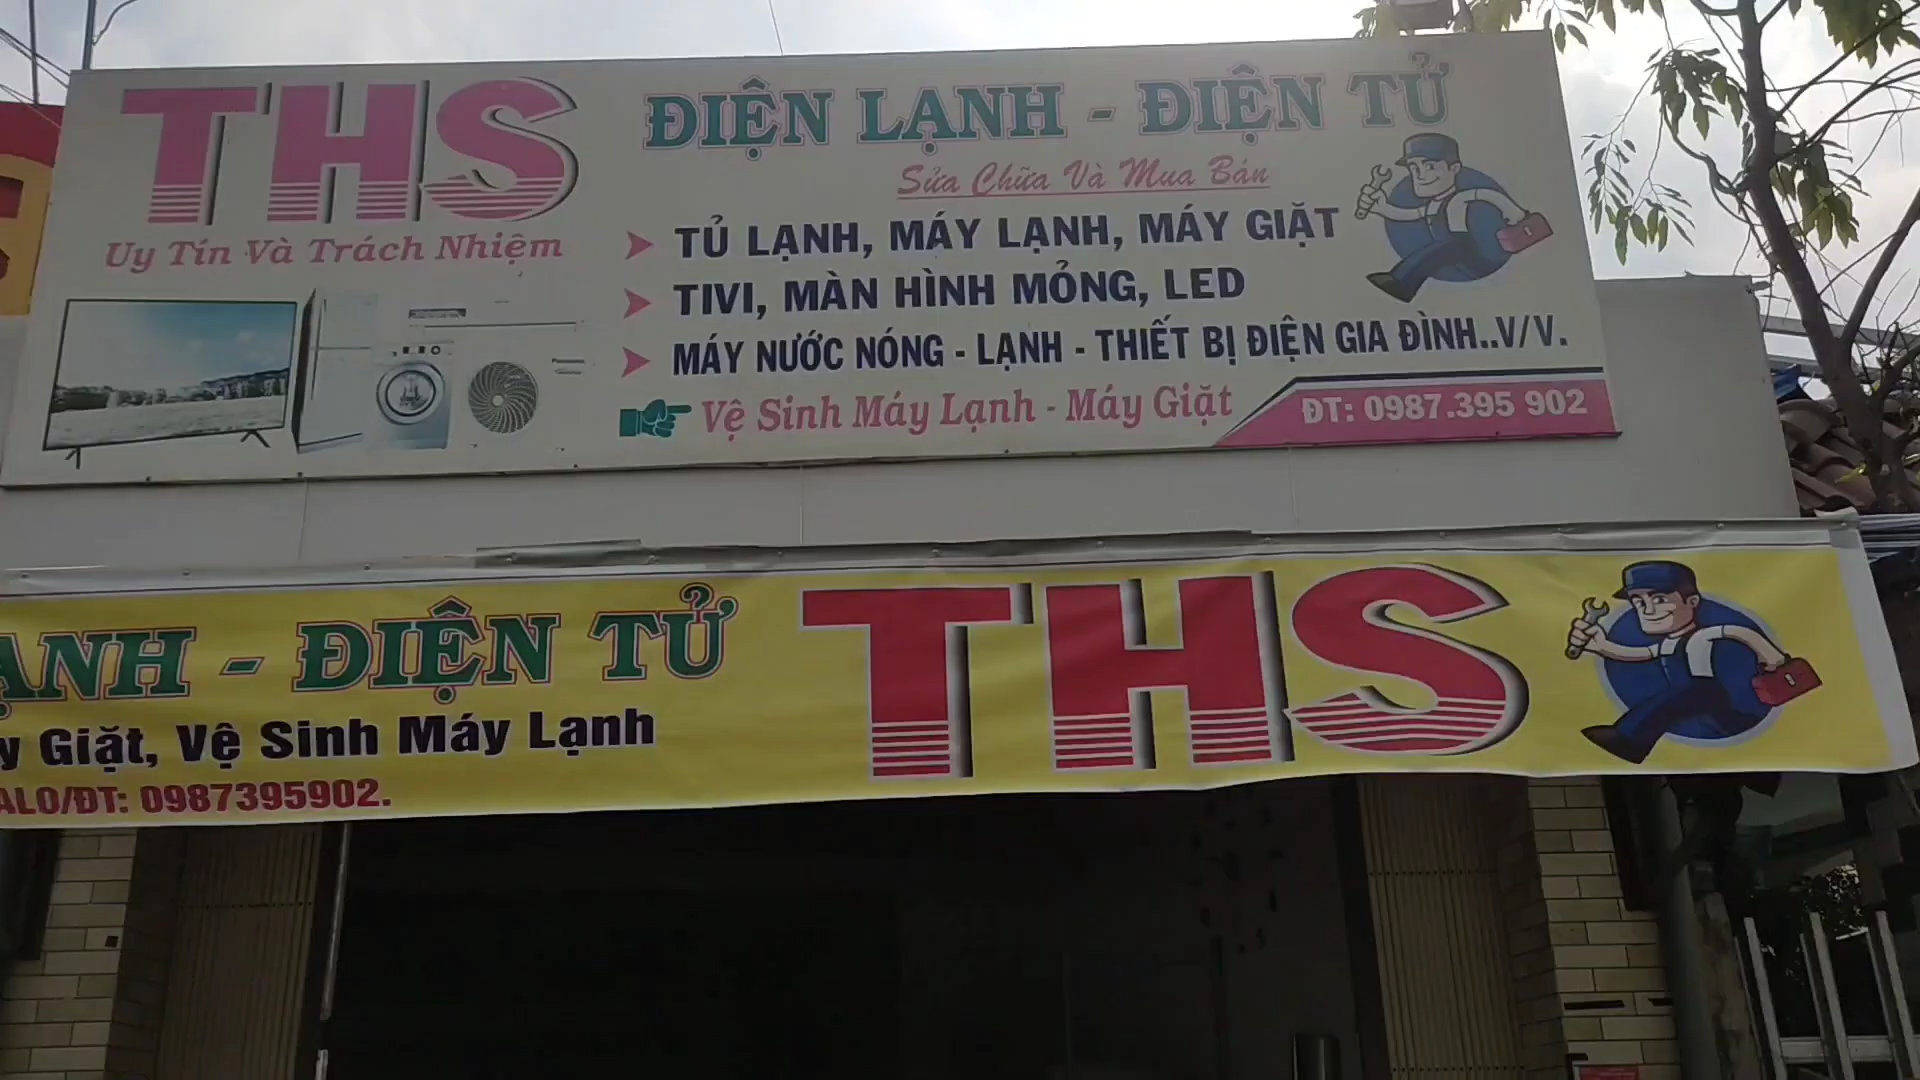 THS
Uy Tín Và Trách Nhiệm
ĐIỆN LẠNH - ĐIỆN TỬ
Sửa Chữa Và Mua Bán
TỦ LẠNH, MÁY LẠNH, MÁY GIẶT
TIVI, MÀN HÌNH MỎNG, LED
MÁY NƯỚC NÓNG - LẠNH - THIẾT BỊ ĐIỆN GIA ĐÌNH..V/V.
Vệ Sinh Máy Lạnh - Máy Giặt
ĐT: 0987.395 902
ẠNH - ĐIỆN TỬ
y Giặt, Vệ Sinh Máy Lạnh
ALO/ĐT: 0987395902.
THS